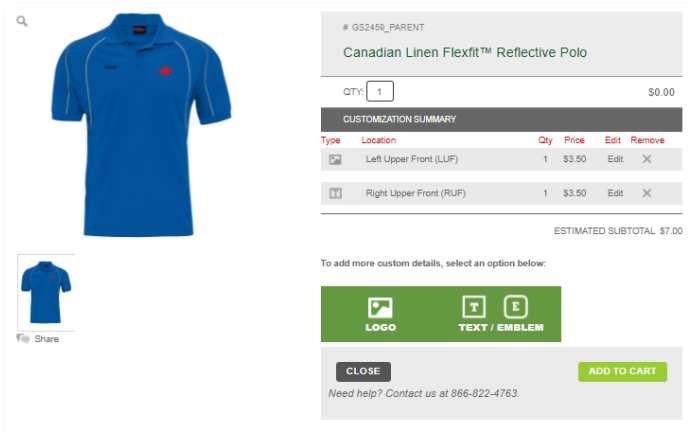 # GS2459_PARENT
Canadian Linen Flexfit™ Reflective Polo
QTY: 1 $0.00
CUSTOMIZATION SUMMARY
Type Location Qty Price Edit Remove
Left Upper Front (LUF) 1 $3.50 Edit
T Right Upper Front (RUF) 1 $3.50 Edit
ESTIMATED SUBTOTAL $7.00
To add more custom details, select an option below:
T E
LOGO TEXT / EMBLEM
Share
CLOSE ADD TO CART
Need help? Contact us at 866-822-4763.